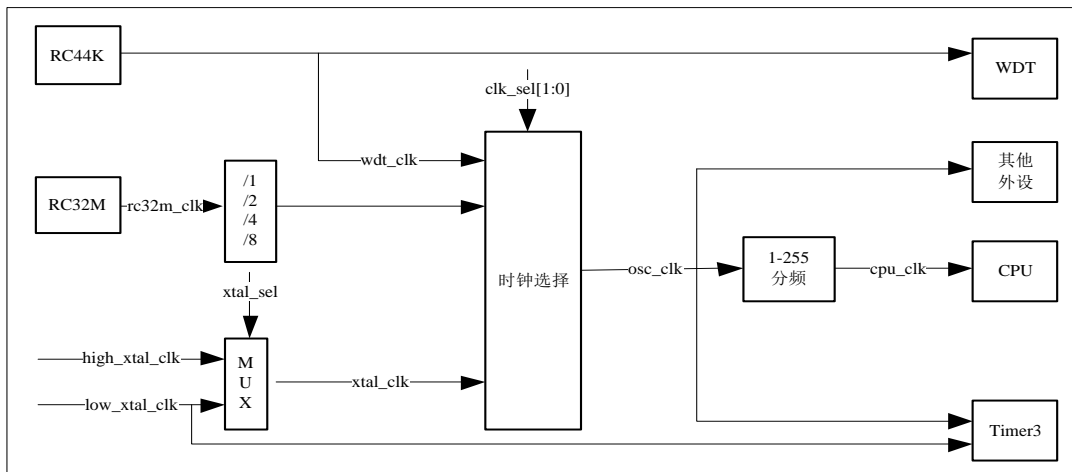 RC44K
WDT
clk_sel[1:0]
wdt_clk
其他
外设
RC32M
rc32m_clk
/1
/2
/4
/8
时钟选择
osc_clk
1-255
分频
cpu_clk
CPU
xtal_sel
high_xtal_clk
low_xtal_clk
M
U
X
xtal_clk
Timer3